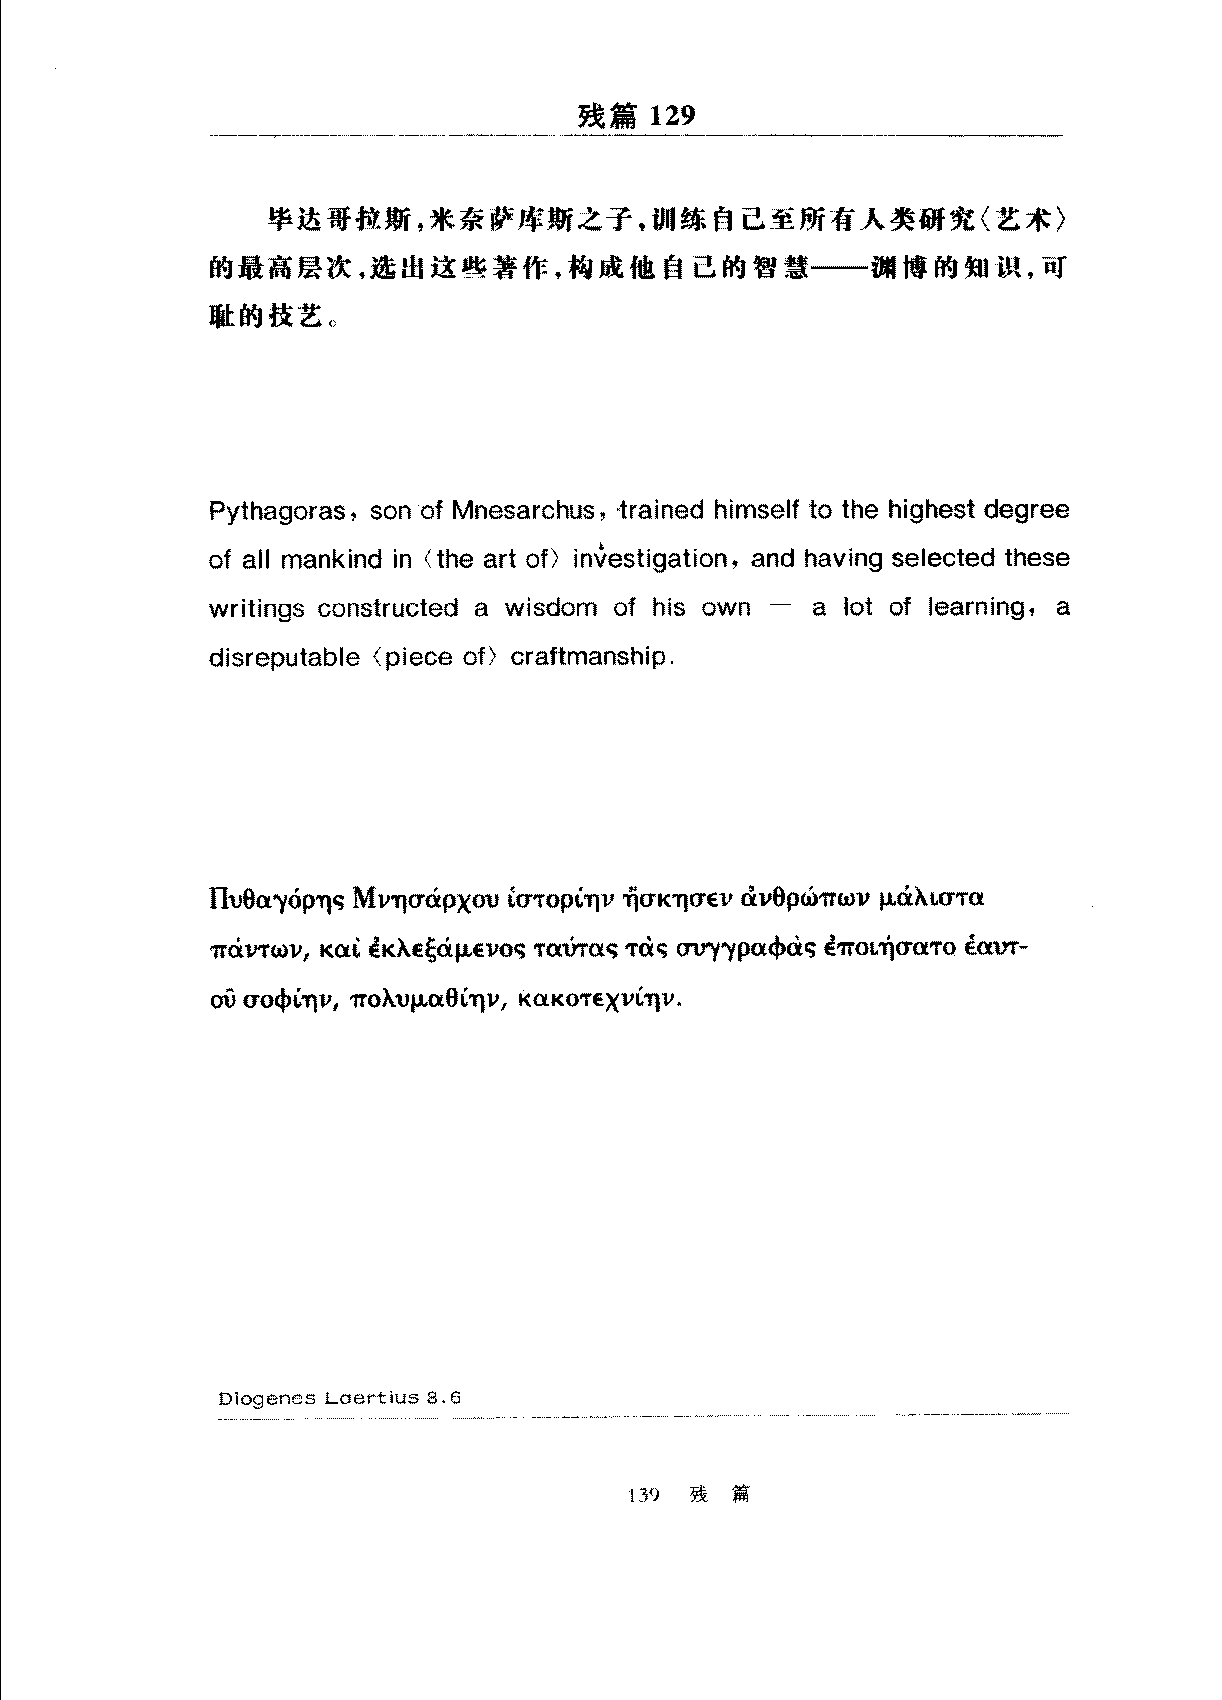 残篇 129
毕达哥拉斯，米奈萨库斯之子，训练自己至所有人类研究〈艺术〉
的最高层次，选出这些著作，构成他自己的智慧——渊博的知识，可
耻的技艺。
Pythagoras, son of Mnesarchus, trained himself to the highest degree
of all mankind in 〈the art of〉 investigation, and having selected these
writings constructed a wisdom of his own — a lot of learning, a
disreputable 〈piece of〉 craftmanship.
Πυθαγόρης Μνησάρχου ἱστορίην ἤσκησεν ἀνθρώπων μάλιστα
πάντων, καὶ ἐκλεξάμενος ταύτας τὰς συγγραφὰς ἐποιήσατο ἑαυτ-
οῦ σοφίην, πολυμαθίην, κακοτεχνίην.
Diogenes Laertius 8.6
139 残 篇